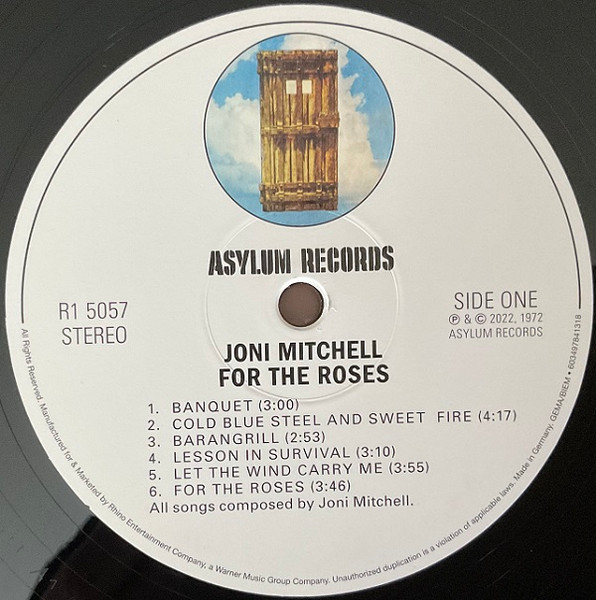 ASYLUM RECORDS
R1 5057
STEREO
SIDE ONE
℗ & © 2022, 1972
ASYLUM RECORDS
JONI MITCHELL
FOR THE ROSES
1. BANQUET (3:00)
2. COLD BLUE STEEL AND SWEET FIRE (4:17)
3. BARANGRILL (2:53)
4. LESSON IN SURVIVAL (3:10)
5. LET THE WIND CARRY ME (3:55)
6. FOR THE ROSES (3:46)
All songs composed by Joni Mitchell.
All Rights Reserved. Manufactured for & Marketed by Rhino Entertainment Company, a Warner Music Group Company. Unauthorized duplication is a violation of applicable laws. Made in Germany. GEMA/BIEM • 603497841318